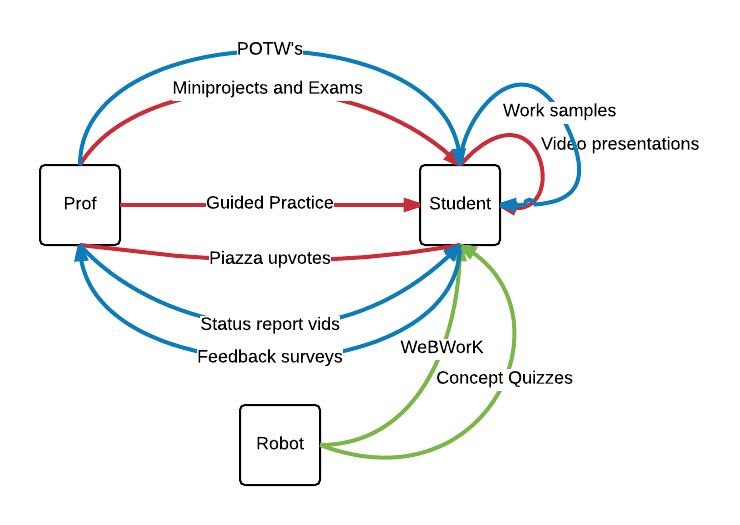 POTW's
Miniprojects and Exams
Work samples
Video presentations
Prof
Guided Practice
Student
Piazza upvotes
Status report vids
Feedback surveys
WeBWorK
Concept Quizzes
Robot